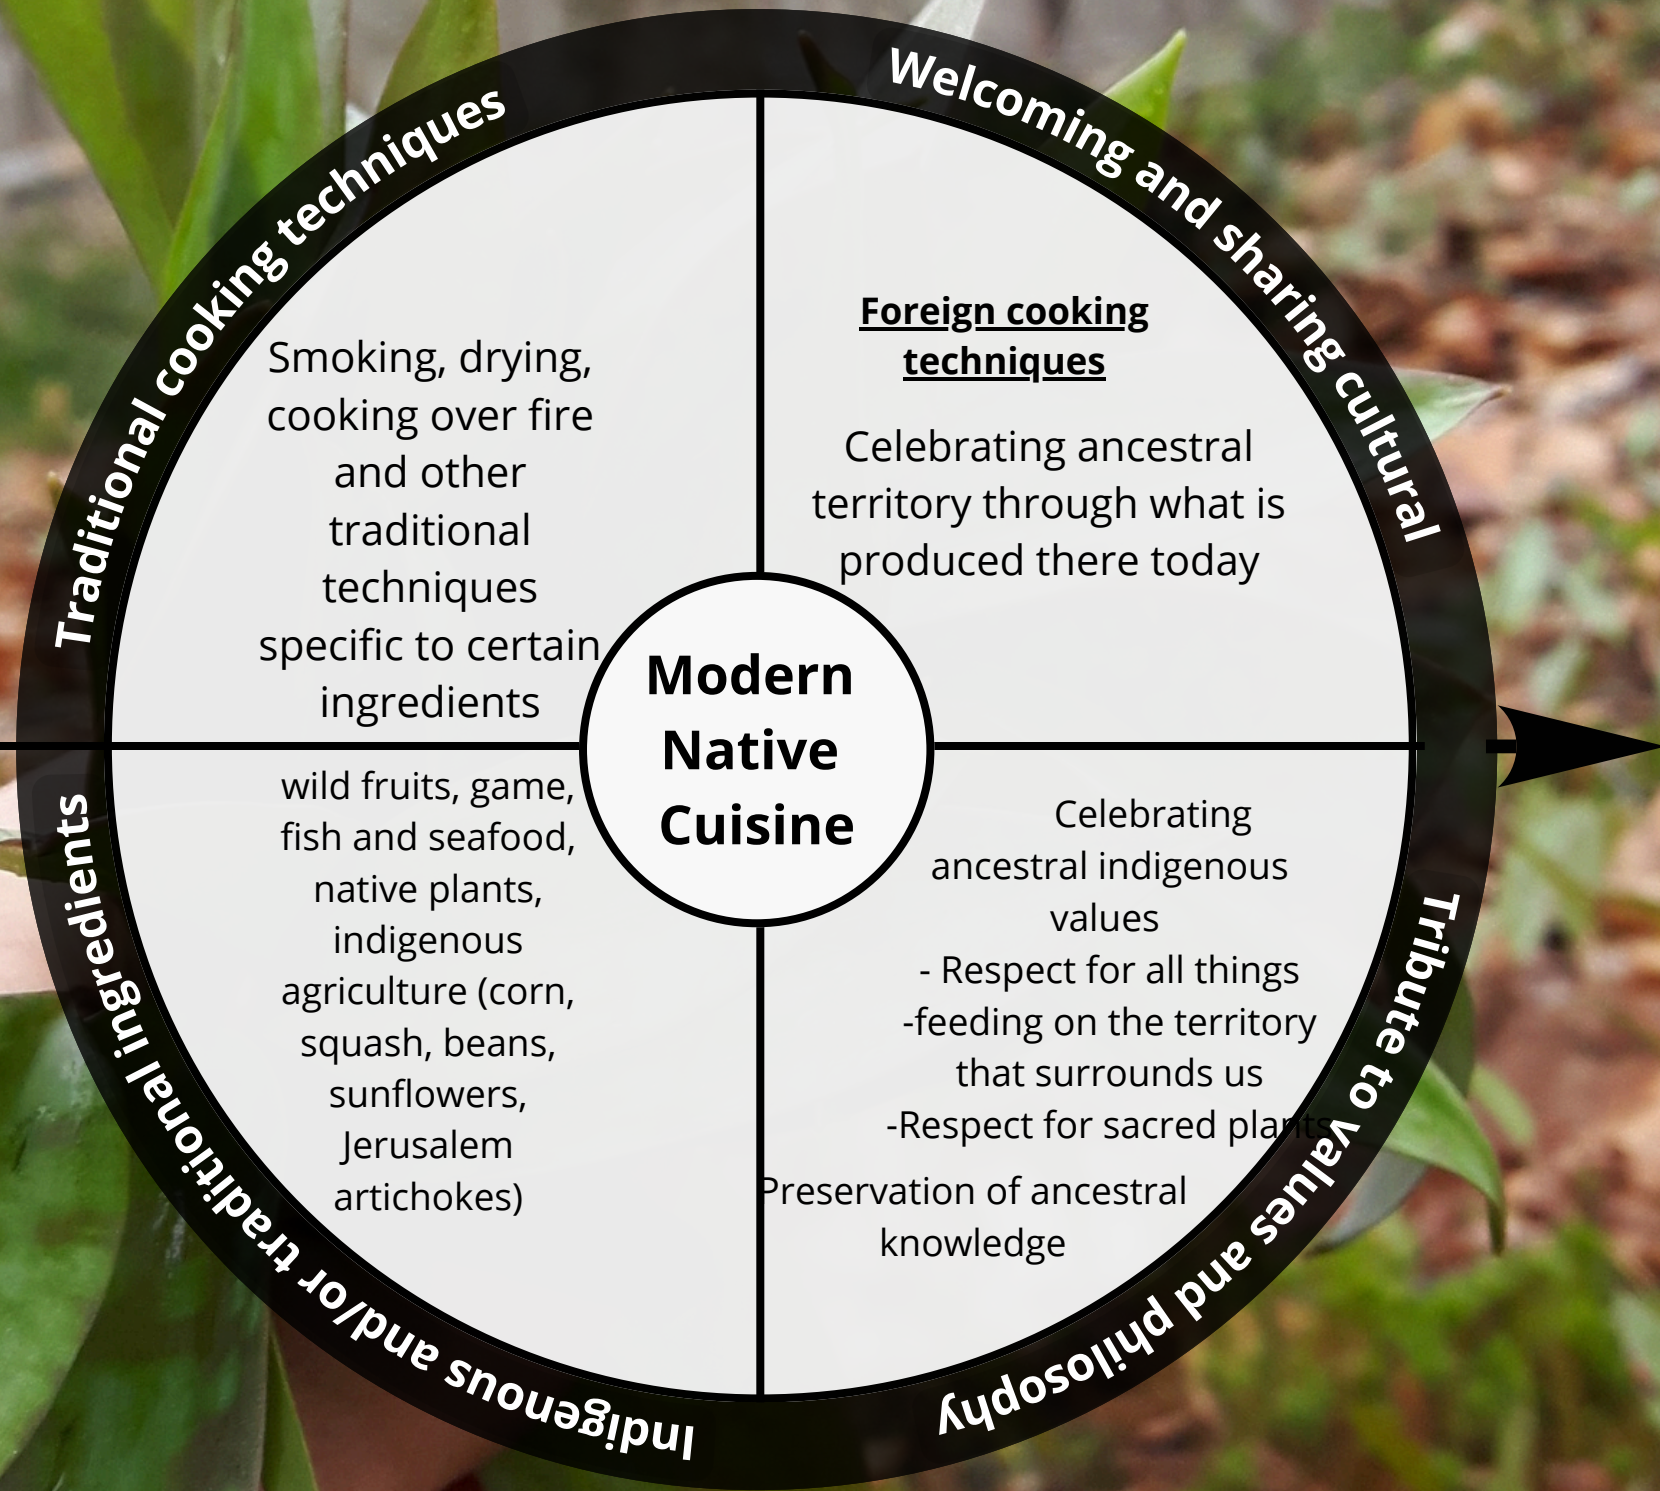 Traditional cooking techniques
Welcoming and sharing cultural
Smoking, drying,
cooking over fire
and other
traditional
techniques
specific to certain
ingredients
Foreign cooking
techniques
Celebrating ancestral
territory through what is
produced there today
Modern
Native
Cuisine
wild fruits, game,
fish and seafood,
native plants,
indigenous
agriculture (corn,
squash, beans,
sunflowers,
Jerusalem
artichokes)
Celebrating
ancestral indigenous
values
- Respect for all things
-feeding on the territory
that surrounds us
-Respect for sacred plants
Preservation of ancestral
knowledge
Indigenous and/or traditional ingredients
Tribute to values and philosophy